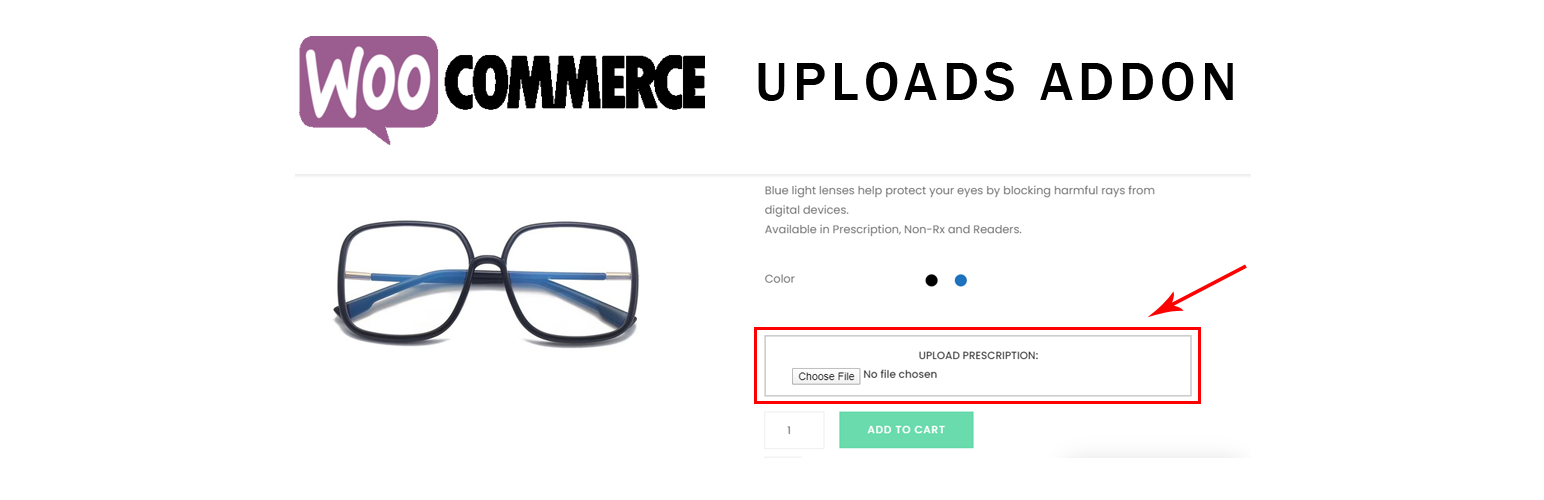 WOO COMMERCE UPLOADS ADDON
Blue light lenses help protect your eyes by blocking harmful rays from
digital devices.
Available in Prescription, Non-Rx and Readers.
Color
UPLOAD PRESCRIPTION:
Choose File No file chosen
1 ADD TO CART